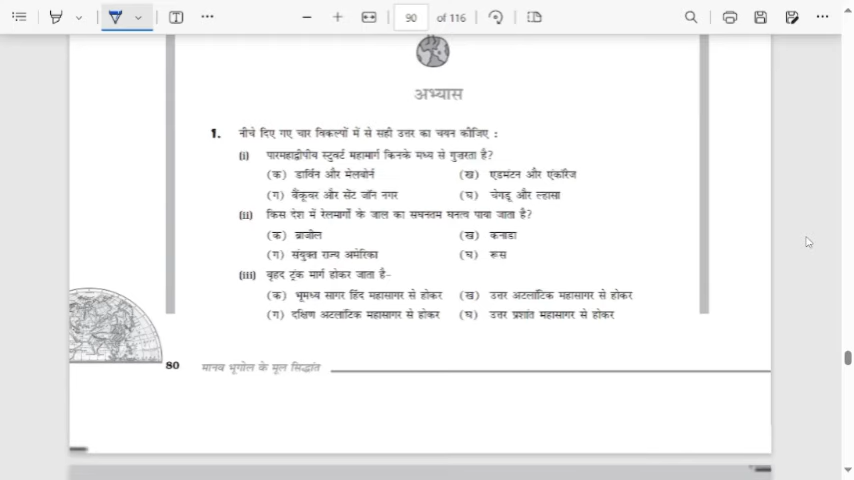 90 of 116
अभ्यास
1. नीचे दिए गए चार विकल्पों में से सही उत्तर का चयन कीजिए :
(i) पारमहाद्वीपीय स्टुवर्ट महामार्ग किनके मध्य से गुज़रता है?
(क) डार्विन और मेलबोर्न (ख) एडमंटन और एंकॉरेज
(ग) बैंकूवर और सेंट जॉन नगर (घ) चेगडू और ल्हासा
(ii) किस देश में रेलमार्गों के जाल का सघनतम घनत्व पाया जाता है?
(क) ब्राजील (ख) कनाडा
(ग) संयुक्त राज्य अमेरिका (घ) रूस
(iii) बृहद ट्रंक मार्ग होकर जाता है-
(क) भूमध्य सागर हिंद महासागर से होकर (ख) उत्तर अटलांटिक महासागर से होकर
(ग) दक्षिण अटलांटिक महासागर से होकर (घ) उत्तर प्रशांत महासागर से होकर
80 मानव भूगोल के मूल सिद्धांत